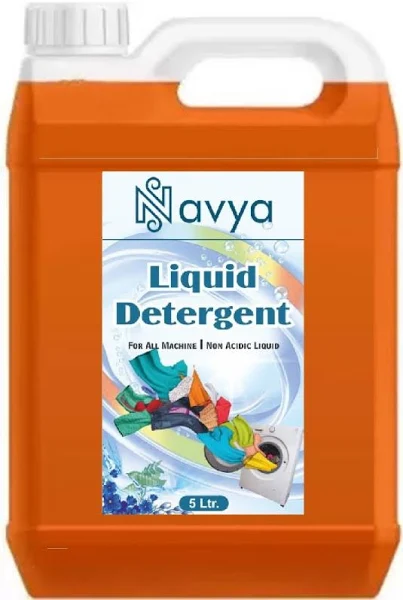 Navya
Liquid
Detergent
For All Machine | Non Acidic Liquid
5 Ltr.